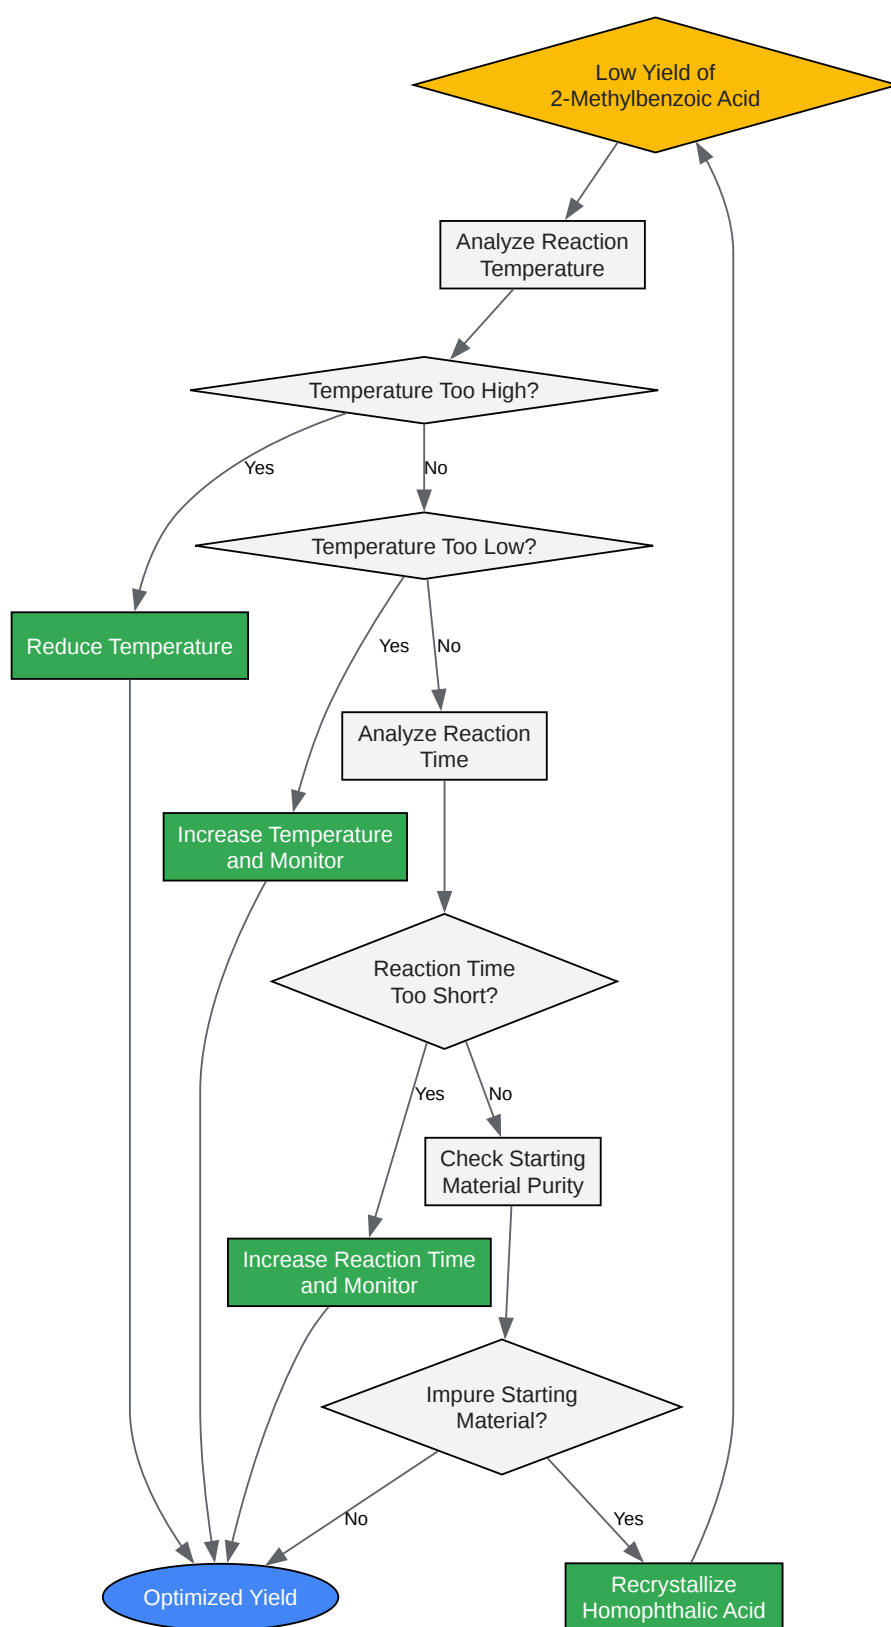 Low Yield of
2-Methylbenzoic Acid
Analyze Reaction
Temperature
Temperature Too High?
Yes
No
Temperature Too Low?
Reduce Temperature
Yes
No
Analyze Reaction
Time
Increase Temperature
and Monitor
Reaction Time
Too Short?
Yes
No
Check Starting
Material Purity
Increase Reaction Time
and Monitor
Impure Starting
Material?
No
Yes
Optimized Yield
Recrystallize
Homophthalic Acid